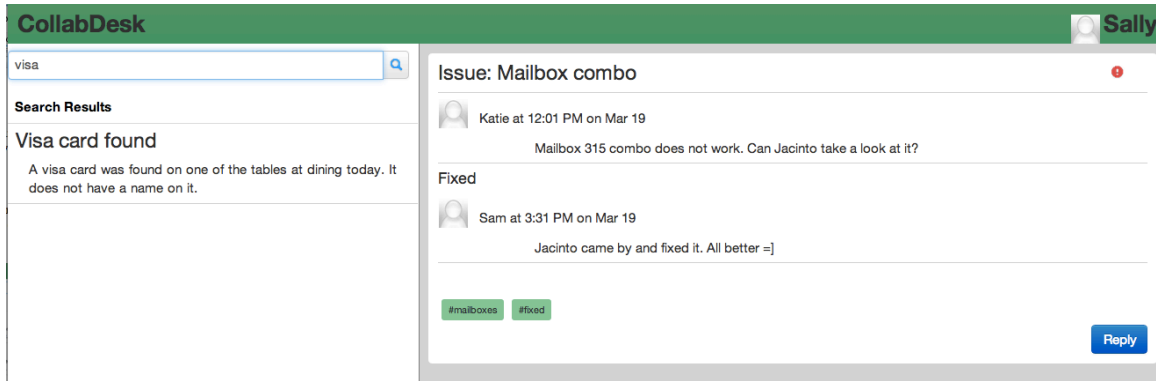 CollabDesk
Sally
visa
Search Results
Visa card found
A visa card was found on one of the tables at dining today. It
does not have a name on it.
Issue: Mailbox combo
Katie at 12:01 PM on Mar 19
Mailbox 315 combo does not work. Can Jacinto take a look at it?
Fixed
Sam at 3:31 PM on Mar 19
Jacinto came by and fixed it. All better =]
#mailboxes #fixed
Reply